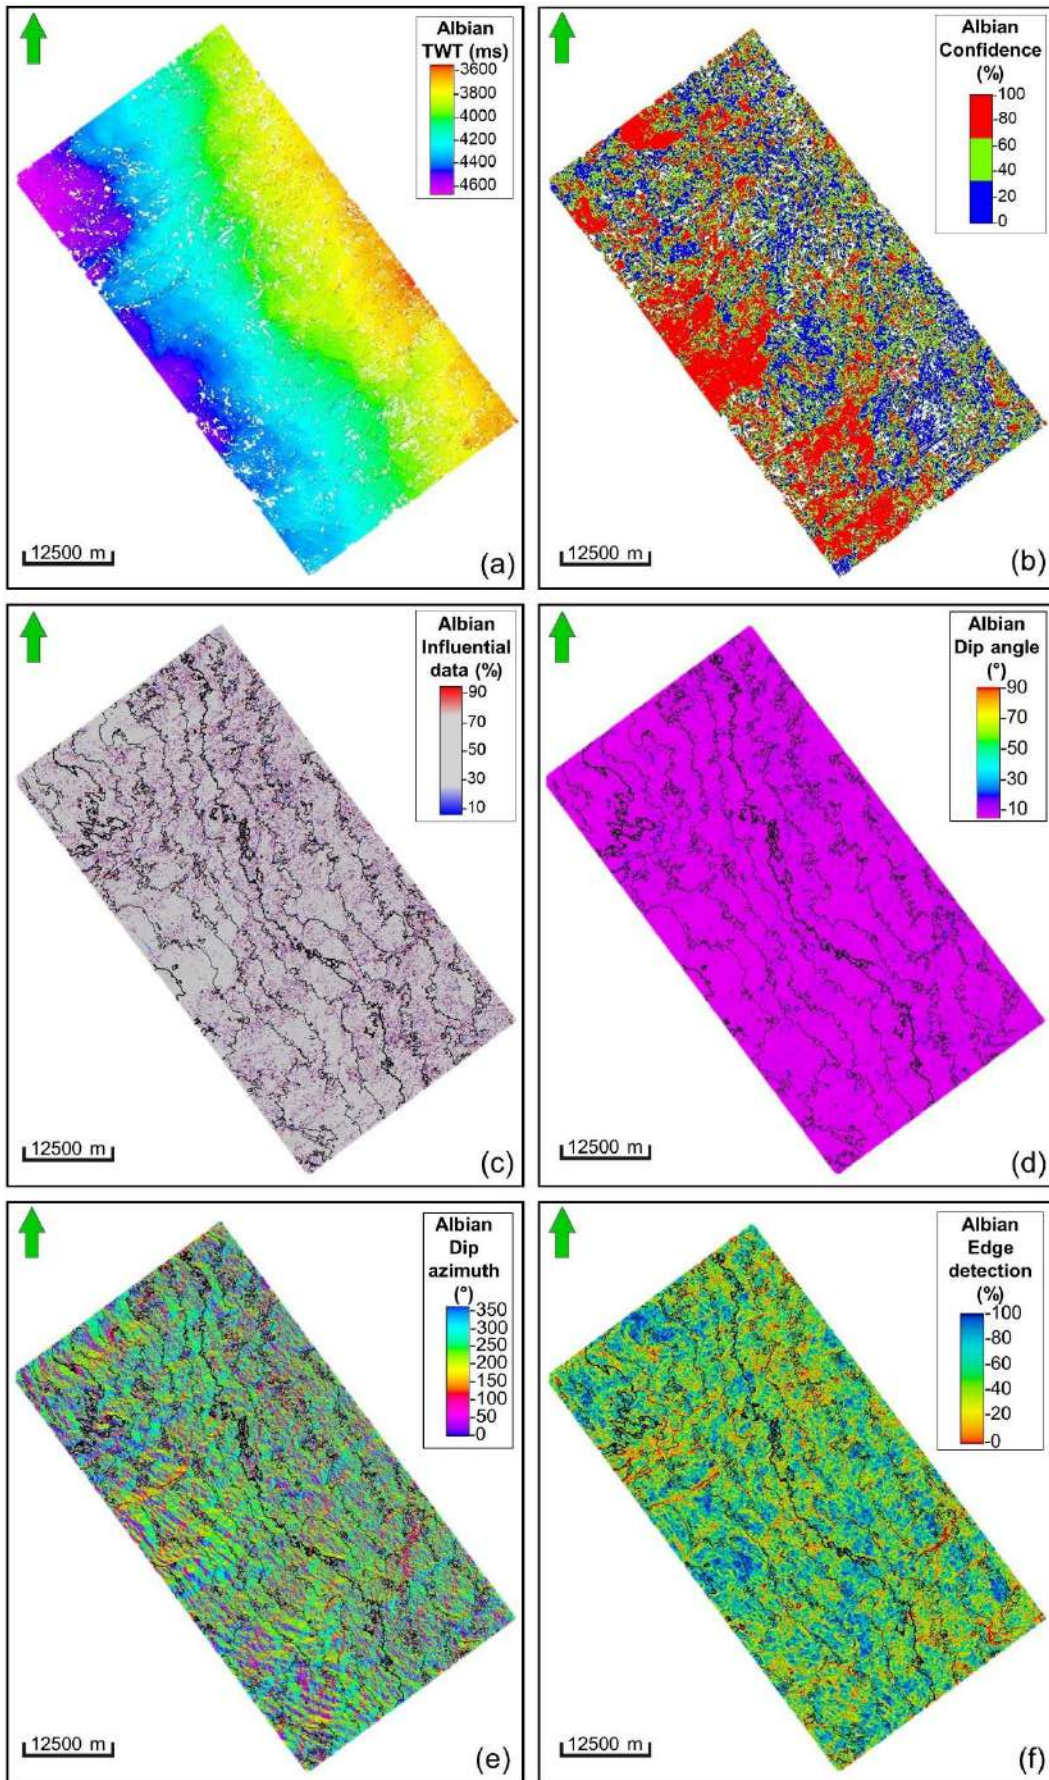 Albian
TWT (ms)
-3600
-3800
-4000
-4200
-4400
-4600
12500 m
(a)
Albian
Confidence
(%)
-100
-80
-60
-40
-20
-0
12500 m
(b)
Albian
Influential
data (%)
-90
-70
-50
-30
-10
12500 m
(c)
Albian
Dip angle
(°)
-90
-70
-50
-30
-10
12500 m
(d)
Albian
Dip
azimuth
(°)
-350
-300
-250
-200
-150
-100
-50
-0
12500 m
(e)
Albian
Edge
detection
(%)
-100
-80
-60
-40
-20
-0
12500 m
(f)